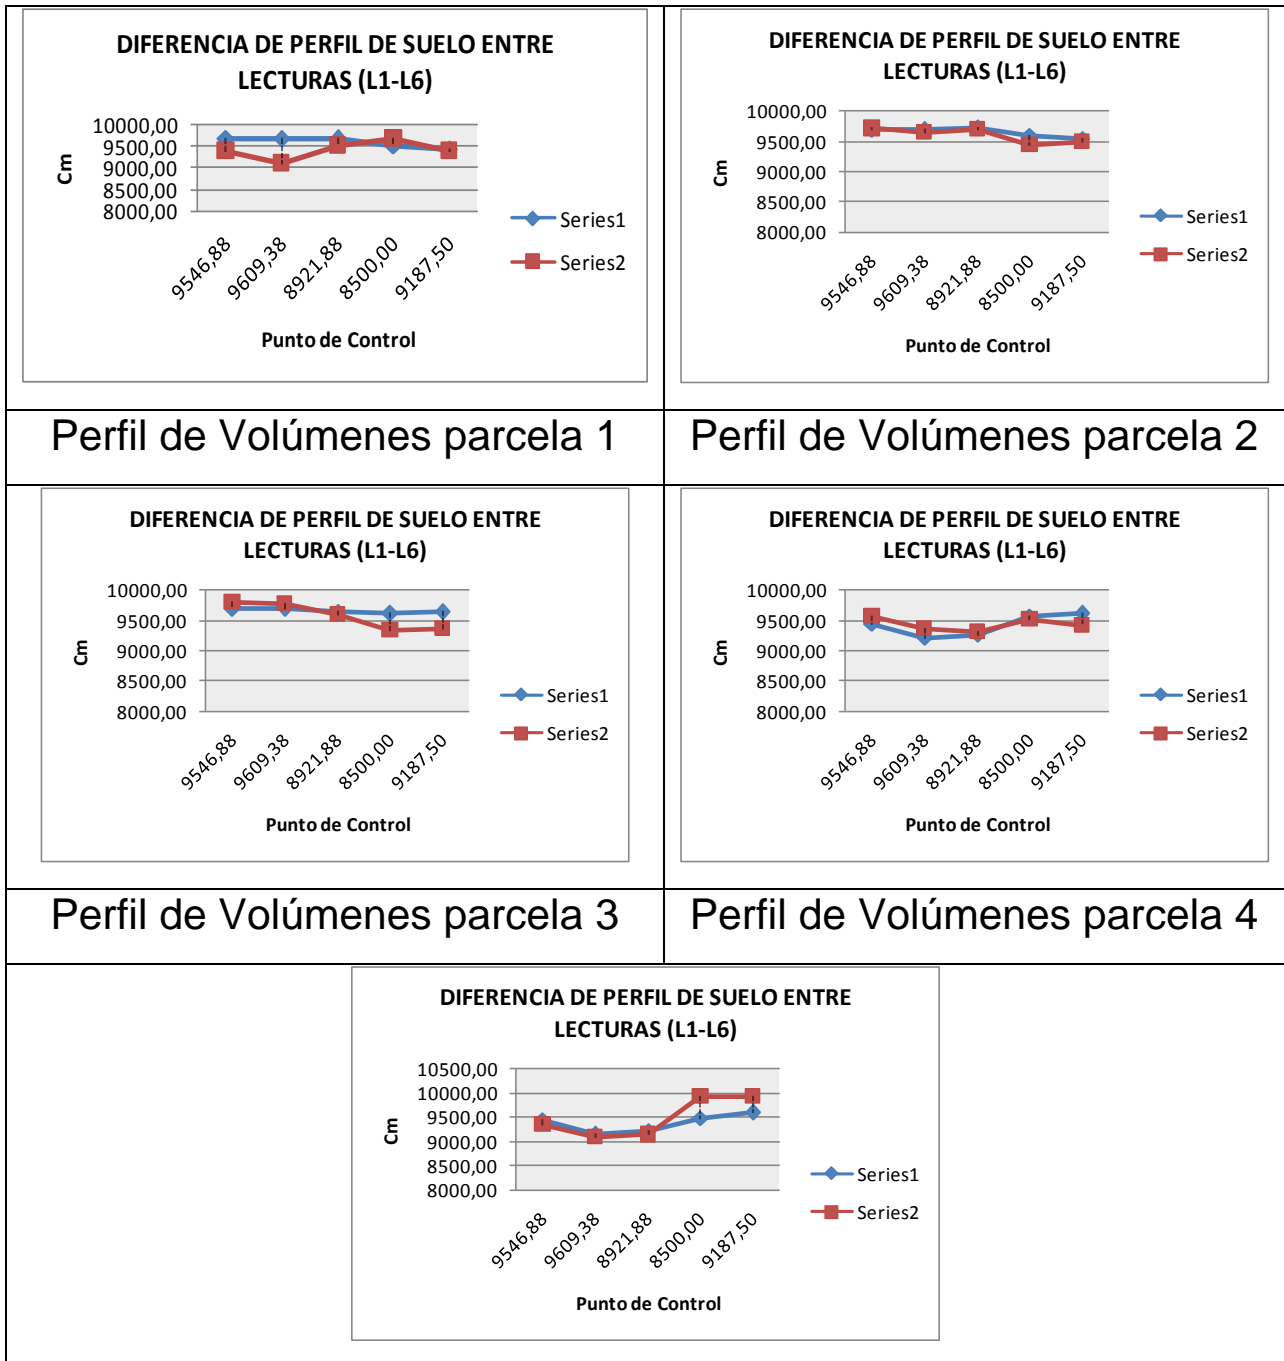 DIFERENCIA DE PERFIL DE SUELO ENTRE
LECTURAS (L1-L6)
10000,00
9500,00
9000,00
8500,00
8000,00
Cm
9546,88
9609,38
8921,88
8500,00
9187,50
Series1
Series2
Punto de Control
DIFERENCIA DE PERFIL DE SUELO ENTRE
LECTURAS (L1-L6)
10000,00
9500,00
9000,00
8500,00
8000,00
Cm
9546,88
9609,38
8921,88
8500,00
9187,50
Series1
Series2
Punto de Control
Perfil de Volúmenes parcela 1
Perfil de Volúmenes parcela 2
DIFERENCIA DE PERFIL DE SUELO ENTRE
LECTURAS (L1-L6)
10000,00
9500,00
9000,00
8500,00
8000,00
Cm
9546,88
9609,38
8921,88
8500,00
9187,50
Series1
Series2
Punto de Control
DIFERENCIA DE PERFIL DE SUELO ENTRE
LECTURAS (L1-L6)
10000,00
9500,00
9000,00
8500,00
8000,00
Cm
9546,88
9609,38
8921,88
8500,00
9187,50
Series1
Series2
Punto de Control
Perfil de Volúmenes parcela 3
Perfil de Volúmenes parcela 4
DIFERENCIA DE PERFIL DE SUELO ENTRE
LECTURAS (L1-L6)
10500,00
10000,00
9500,00
9000,00
8500,00
8000,00
Cm
9546,88
9609,38
8921,88
8500,00
9187,50
Series1
Series2
Punto de Control